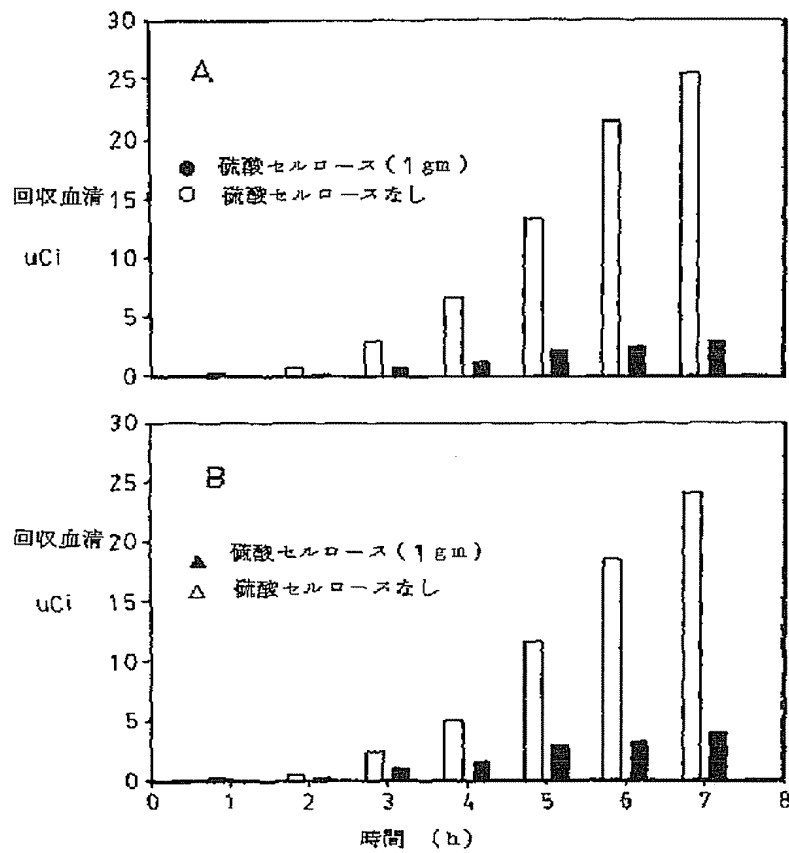 30
25
A
20
● 硫酸セルロース(1gm)
回収血清 15
○ 硫酸セルロースなし
uCi
10
5
0
30
25
B
回収血清 20
▲ 硫酸セルロース(1gm)
△ 硫酸セルロースなし
uCi
15
10
5
0
0 1 2 3 4 5 6 7 8
時間 (h)